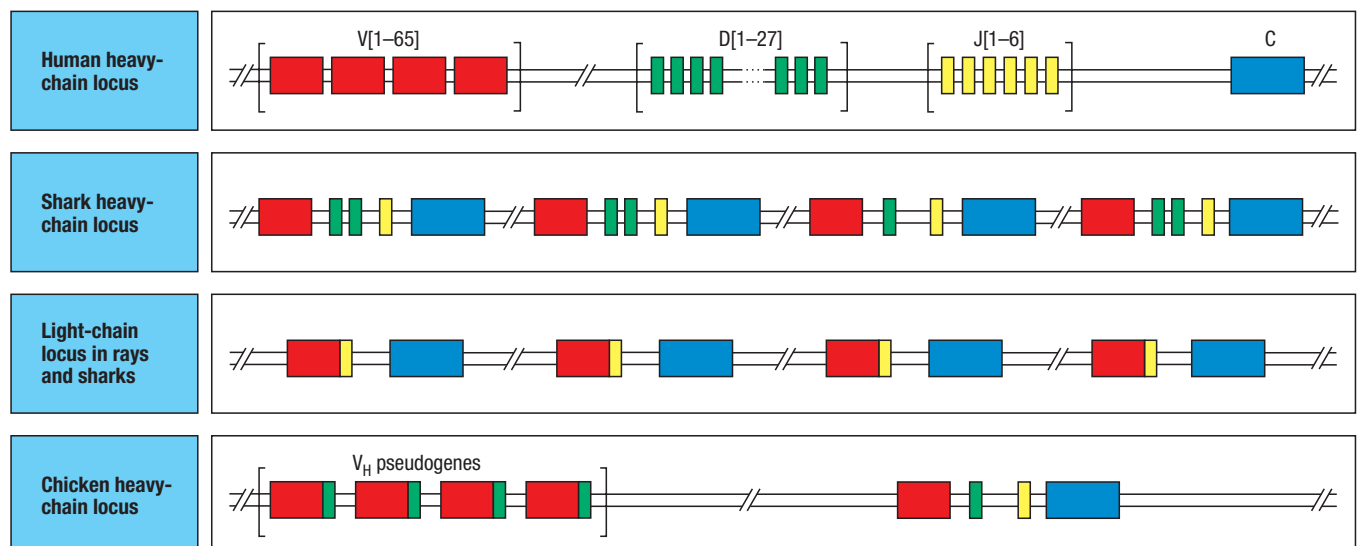 Human heavy-
chain locus
V[1–65]
D[1–27]
J[1–6]
C
Shark heavy-
chain locus
Light-chain
locus in rays
and sharks
Chicken heavy-
chain locus
V_H pseudogenes